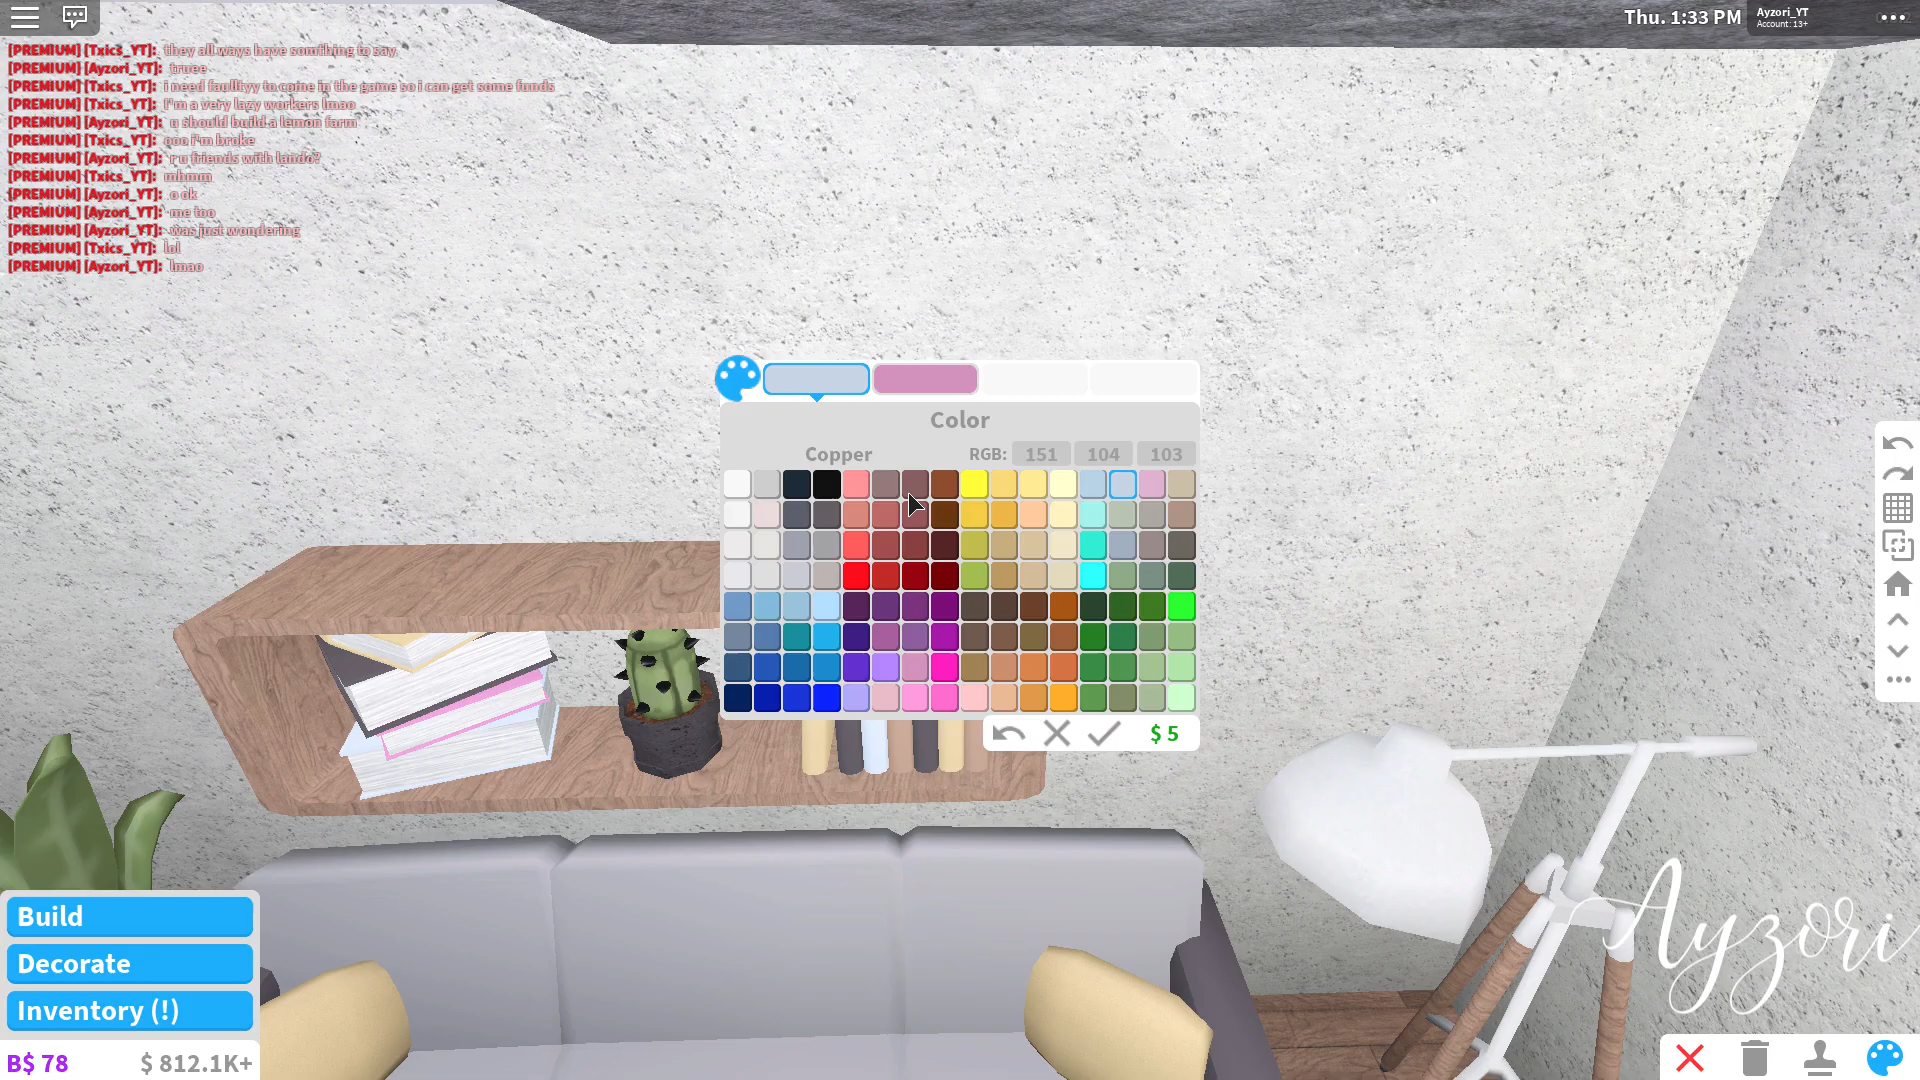 Thu. 1:33 PM
Ayzori_YT
Account: 13+
[PREMIUM] [Txics_YT]: they all ways have somthing to say
[PREMIUM] [Ayzori_YT]: truee
[PREMIUM] [Txics_YT]: i need faulltyy to come in the game so i can get some funds
[PREMIUM] [Txics_YT]: I'm a very lazy workers lmao
[PREMIUM] [Ayzori_YT]: u should build a lemon farm
[PREMIUM] [Txics_YT]: ooo i'm broke
[PREMIUM] [Ayzori_YT]: r u friends with lando?
[PREMIUM] [Txics_YT]: mhmm
[PREMIUM] [Ayzori_YT]: o ok
[PREMIUM] [Ayzori_YT]: me too
[PREMIUM] [Ayzori_YT]: was just wondering
[PREMIUM] [Txics_YT]: lol
[PREMIUM] [Ayzori_YT]: lmao
Color
Copper RGB: 151 104 103
$ 5
Build
Decorate
Inventory (!)
B$ 78 $ 812.1K+
Ayzori